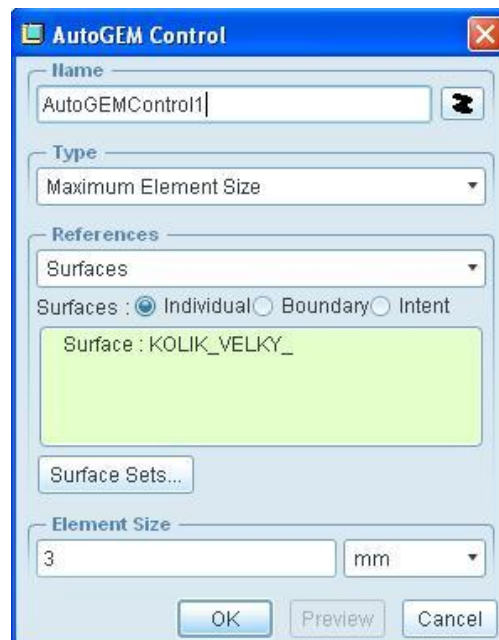 AutoGEM Control
Name
AutoGEMControl1
Type
Maximum Element Size
References
Surfaces
Surfaces : Individual Boundary Intent
Surface : KOLIK_VELKY_
Surface Sets...
Element Size
3 mm
OK Preview Cancel